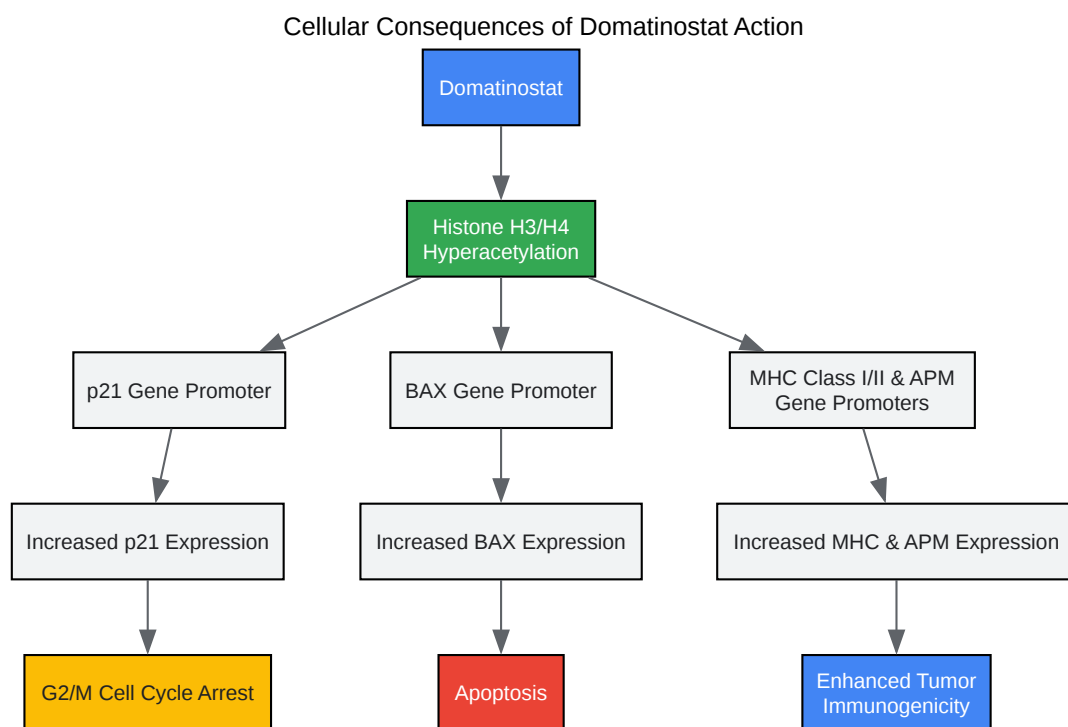 Cellular Consequences of Domatinostat Action
Domatinostat
Histone H3/H4
Hyperacetylation
p21 Gene Promoter
BAX Gene Promoter
MHC Class I/II & APM
Gene Promoters
Increased p21 Expression
Increased BAX Expression
Increased MHC & APM Expression
G2/M Cell Cycle Arrest
Apoptosis
Enhanced Tumor
Immunogenicity